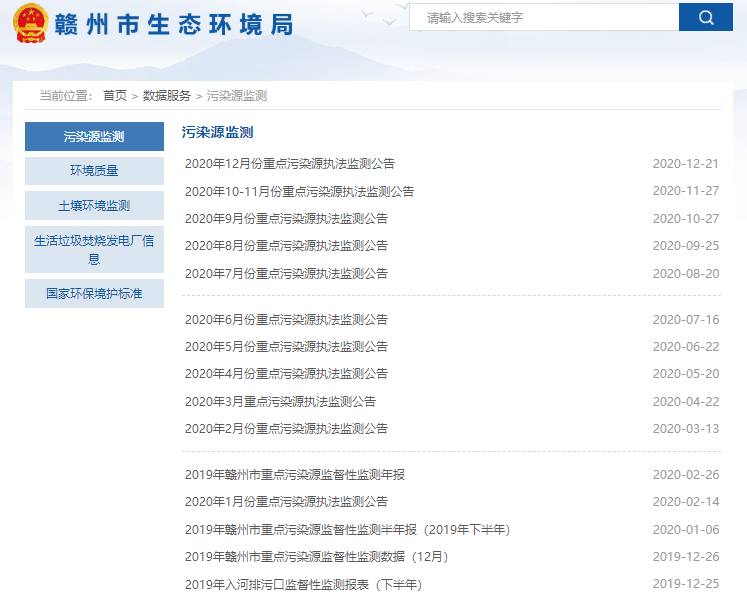 赣州市生态环境局
请输入搜索关键字
当前位置: 首页 > 数据服务 > 污染源监测
污染源监测
环境质量
土壤环境监测
生活垃圾焚烧发电厂信
息
国家环保境护标准
污染源监测
2020年12月份重点污染源执法监测公告 2020-12-21
2020年10-11月份重点污染源执法监测公告 2020-11-27
2020年9月份重点污染源执法监测公告 2020-10-27
2020年8月份重点污染源执法监测公告 2020-09-25
2020年7月份重点污染源执法监测公告 2020-08-20
2020年6月份重点污染源执法监测公告 2020-07-16
2020年5月份重点污染源执法监测公告 2020-06-22
2020年4月份重点污染源执法监测公告 2020-05-20
2020年3月重点污染源执法监测公告 2020-04-22
2020年2月份重点污染源执法监测公告 2020-03-13
2019年赣州市重点污染源监督性监测年报 2020-02-26
2020年1月份重点污染源执法监测公告 2020-02-14
2019年赣州市重点污染源监督性监测半年报（2019年下半年） 2020-01-06
2019年赣州市重点污染源监督性监测数据（12月） 2019-12-26
2019年入河排污口监督性监测报表（下半年） 2019-12-25